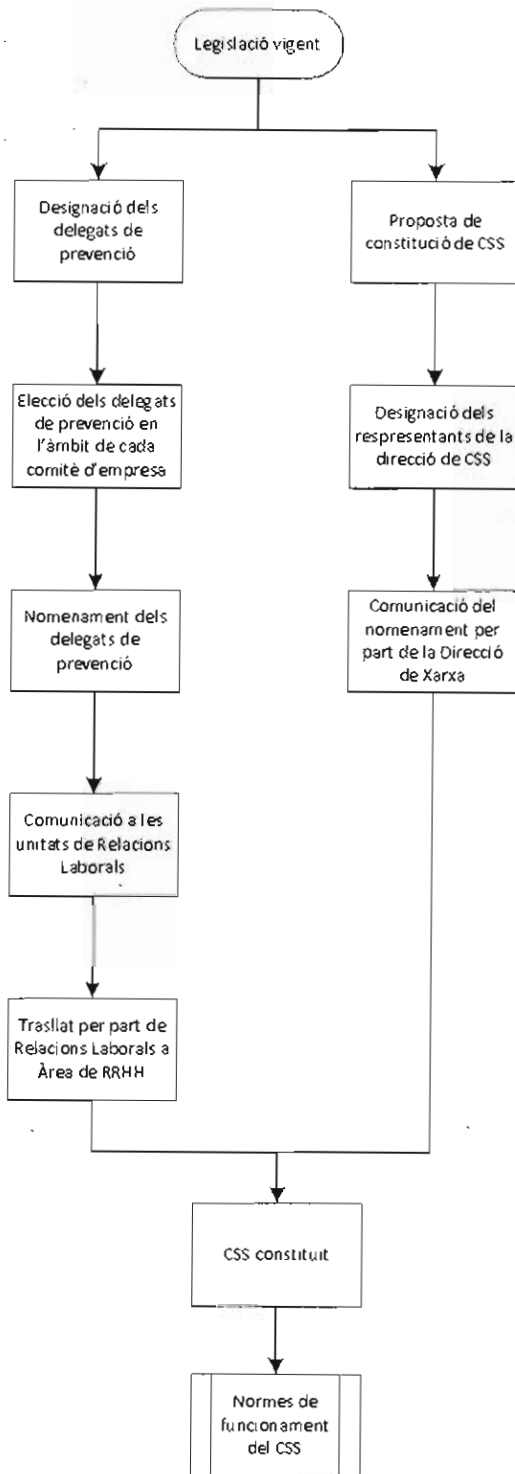 Legislació vigent
Designació dels
delegats de
prevenció
Proposta de
constitució de CSS
Elecció dels delegats
de prevenció en
l'àmbit de cada
comitè d'empresa
Designació dels
respresentants de la
direcció de CSS
Nomenament dels
delegats de
prevenció
Comunicació del
nomenament per
part de la Direcció
de Xarxa
Comunicació a les
unitats de Relacions
Laborals
Trasllat per part de
Relacions Laborals a
Àrea de RRHH
CSS constituit
Normes de
funcionament
del CSS